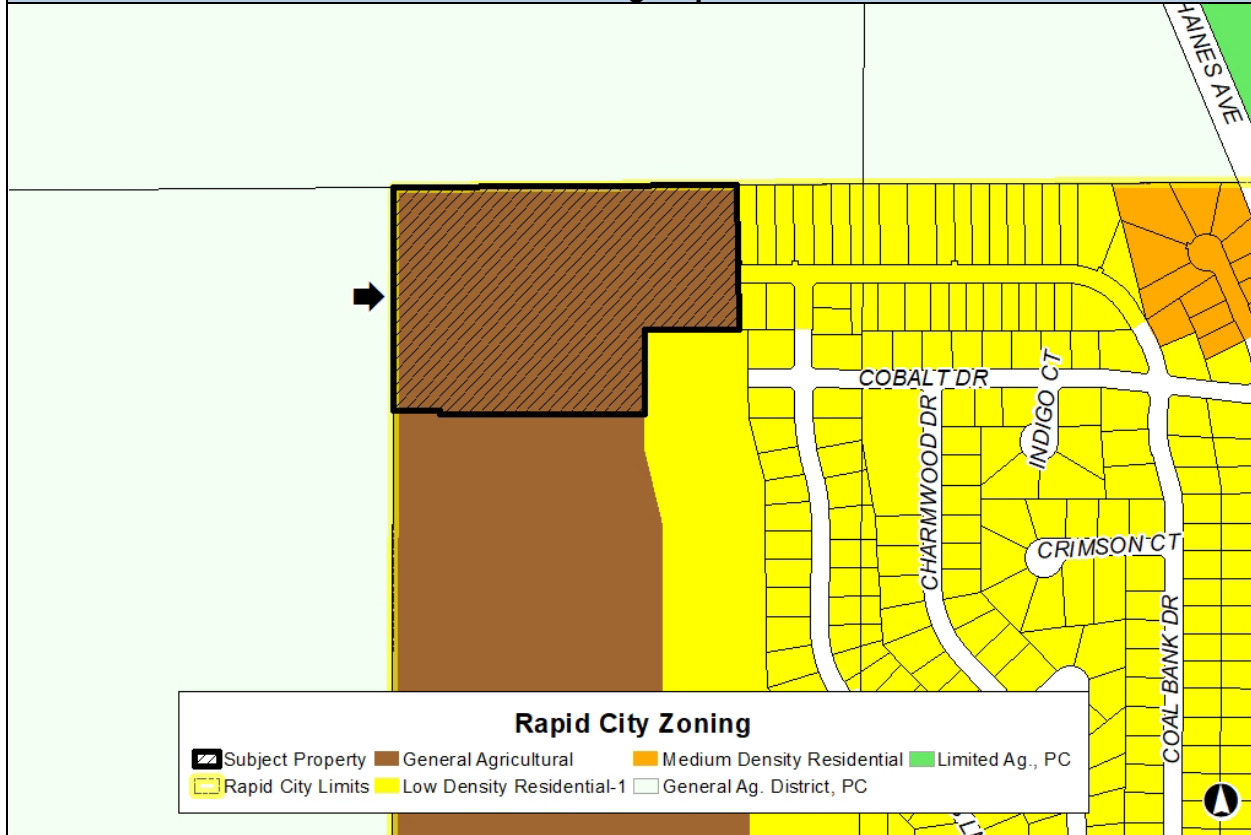 HAINES AVE
COBALT DR
INDIGO CT
CHARMWOOD DR
CRIMSON CT
COAL BANK DR
Rapid City Zoning
Subject Property General Agricultural Medium Density Residential Limited Ag., PC
Rapid City Limits Low Density Residential-1 General Ag. District, PC